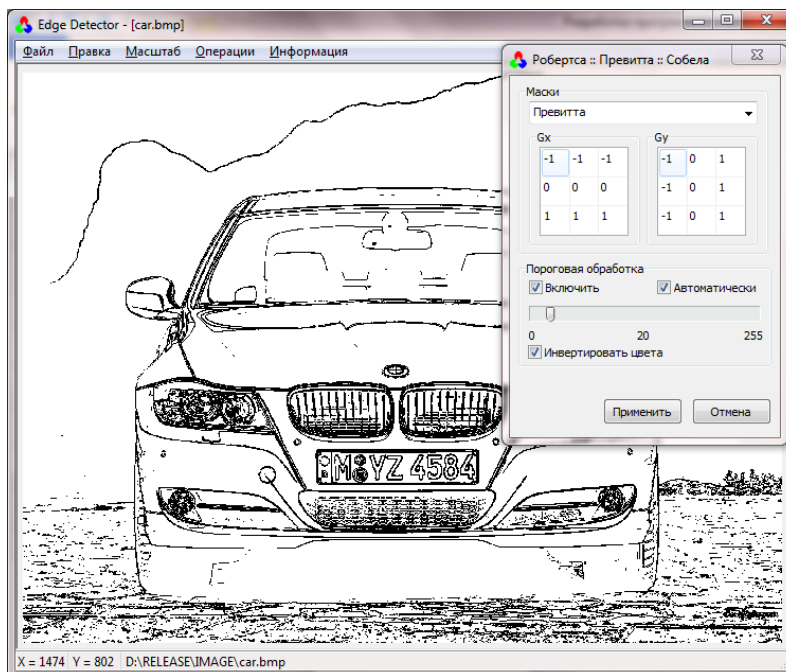 Edge Detector - [car.bmp]
Файл Правка Масштаб Операции Информация
Робертса :: Превитта :: Собела
Маски
Превитта
Gx Gy
-1 -1 -1 -1 0 1
0 0 0 -1 0 1
1 1 1 -1 0 1
Пороговая обработка
Включить Автоматически
0 20 255
Инвертировать цвета
Применить Отмена
M YZ 4584
X = 1474 Y = 802 D:\RELEASE\IMAGE\car.bmp